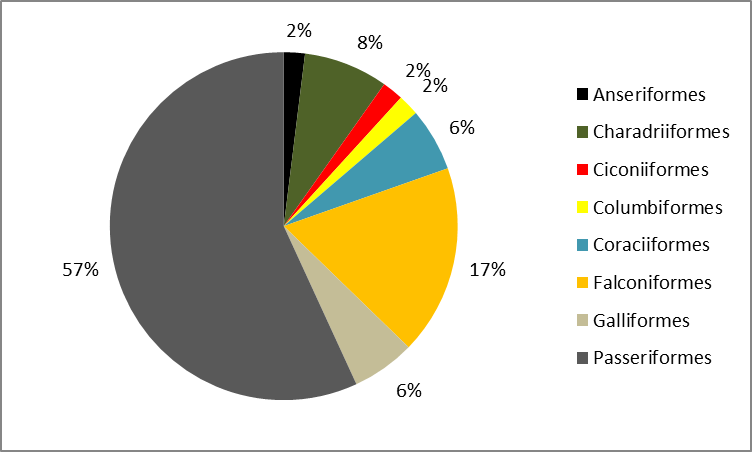 2%
8%
2%
2%
6%
17%
6%
57%
Anseriformes
Charadriiformes
Ciconiiformes
Columbiformes
Coraciiformes
Falconiformes
Galliformes
Passeriformes